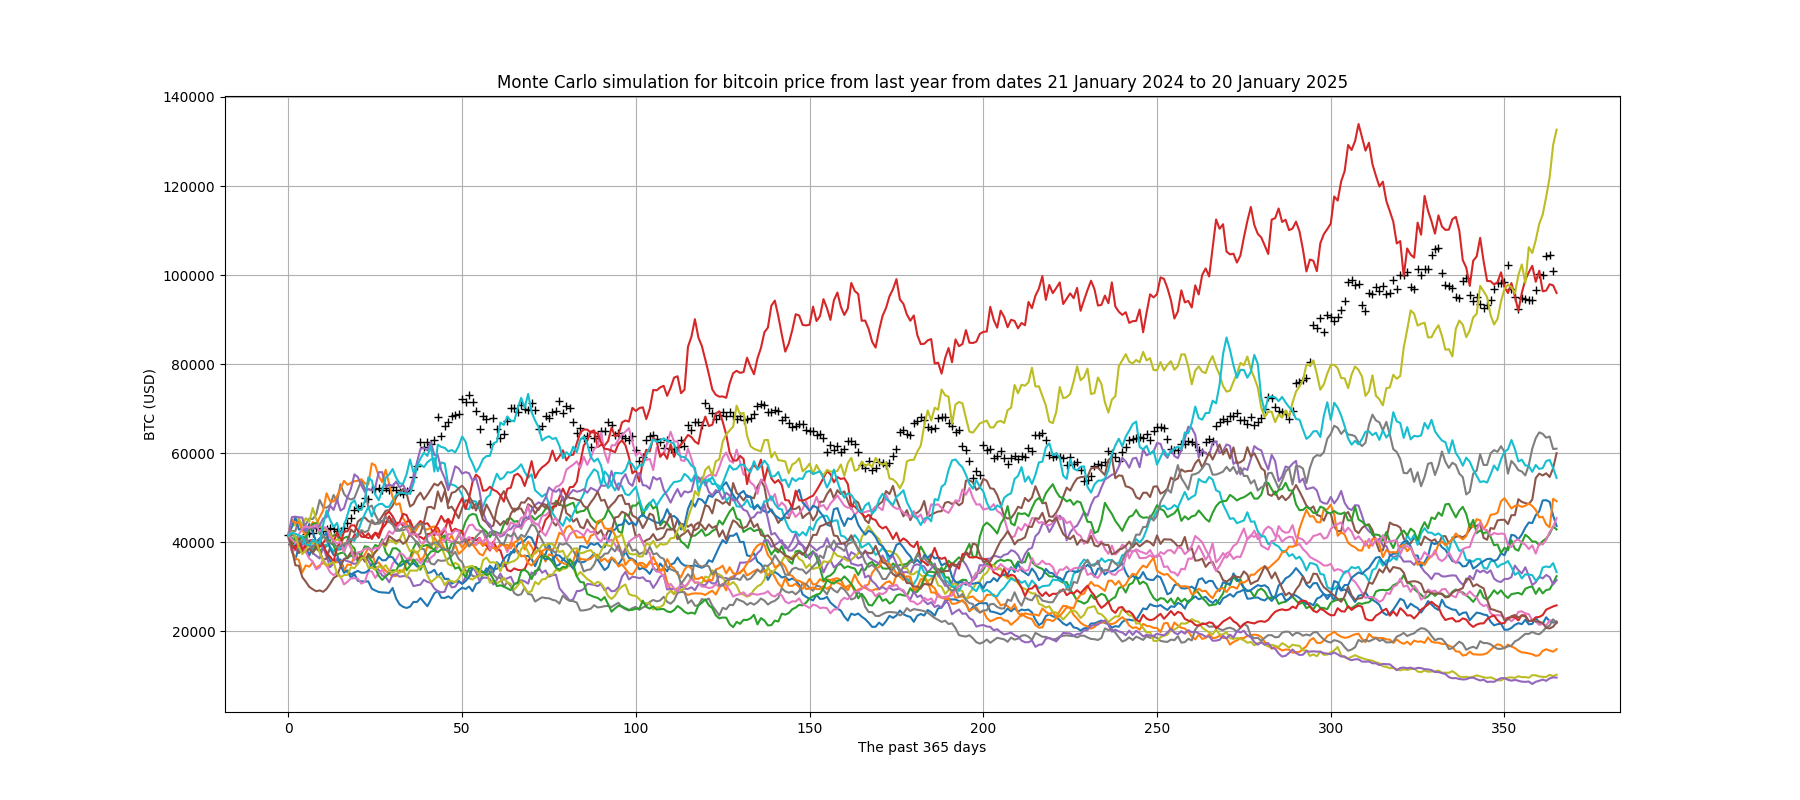 Monte Carlo simulation for bitcoin price from last year from dates 21 January 2024 to 20 January 2025
140000
120000
100000
80000
60000
40000
20000
BTC (USD)
0 50 100 150 200 250 300 350
The past 365 days